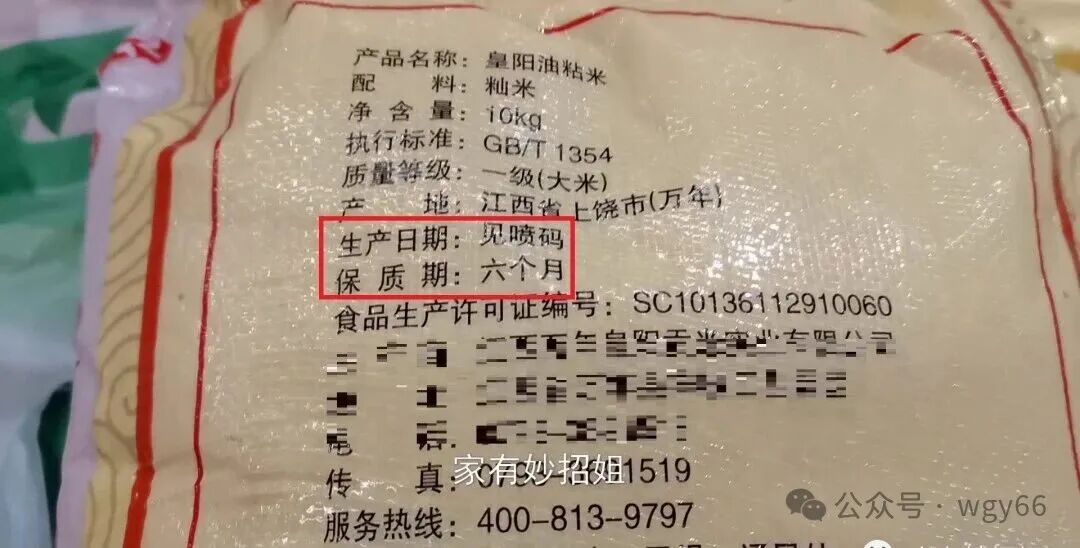 产品名称：皇阳油粘米
配 料：籼米
净 含 量：10kg
执行标准：GB/T 1354
质量等级：一级(大米)
产 地：江西省上饶市(万年)
生产日期：见喷码
保 质 期：六个月
食品生产许可证编号：SC10136112910060
传 真：
家有妙招姐
服务热线：400-813-9797
公众号 · wgy66